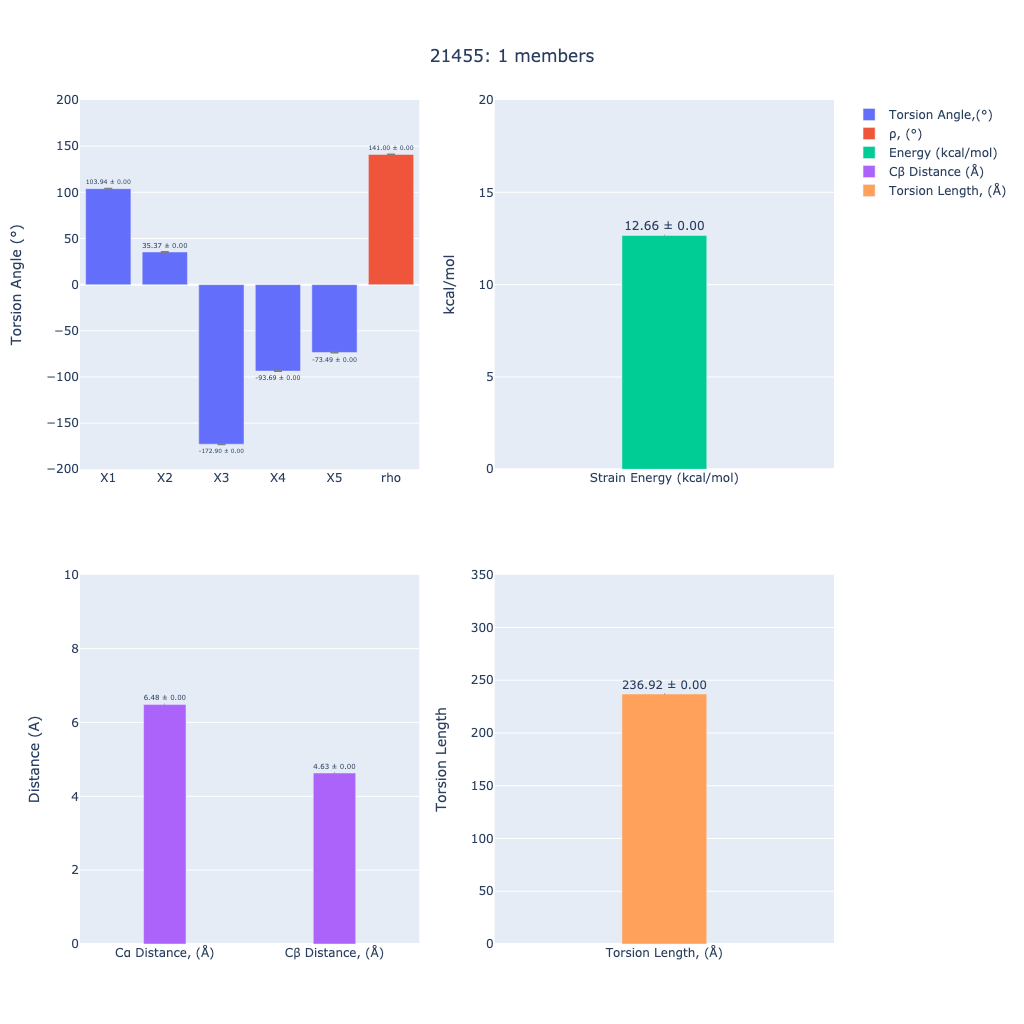 21455: 1 members
Torsion Angle (°)
200
150
100
50
0
−50
−100
−150
−200
103.94 ± 0.00
35.37 ± 0.00
-172.90 ± 0.00
-93.69 ± 0.00
-73.49 ± 0.00
141.00 ± 0.00
X1 X2 X3 X4 X5 rho
kcal/mol
20
15
10
5
0
12.66 ± 0.00
Strain Energy (kcal/mol)
Torsion Angle,(°)
ρ, (°)
Energy (kcal/mol)
Cβ Distance (Å)
Torsion Length, (Å)
Distance (A)
10
8
6
4
2
0
6.48 ± 0.00
4.63 ± 0.00
Cα Distance, (Å) Cβ Distance, (Å)
Torsion Length
350
300
250
200
150
100
50
0
236.92 ± 0.00
Torsion Length, (Å)